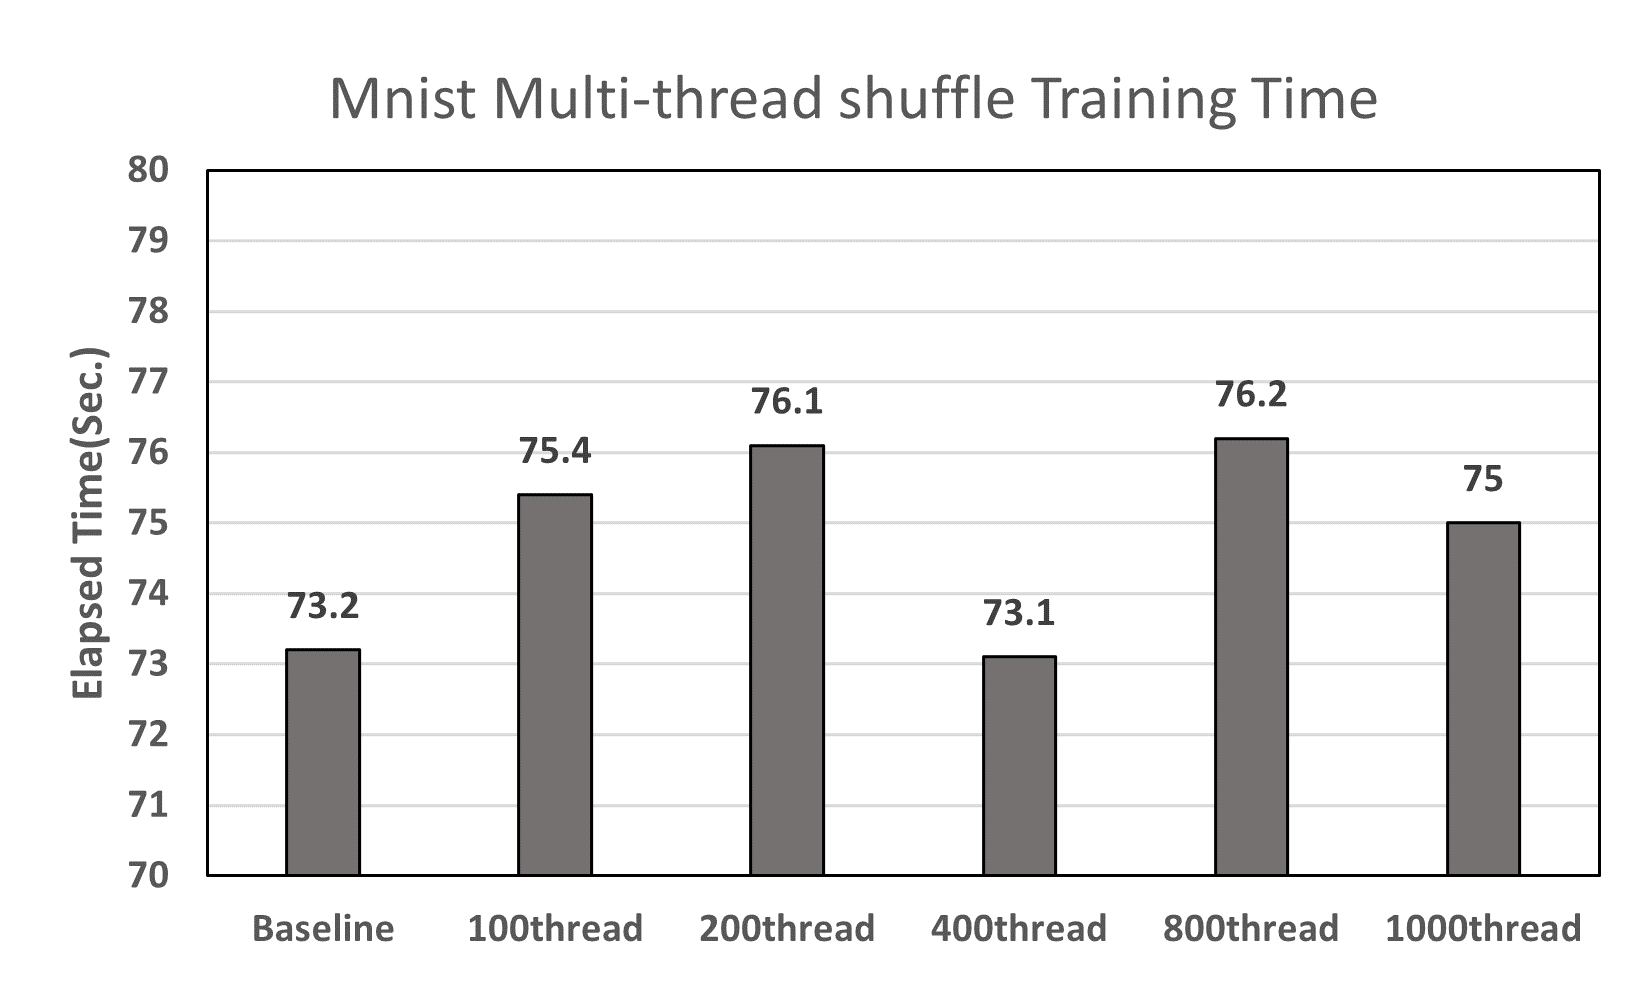 Mnist Multi-thread shuffle Training Time
Elapsed Time(Sec.)
80
79
78
77
76
75
74
73
72
71
70
73.2
75.4
76.1
73.1
76.2
75
Baseline
100thread
200thread
400thread
800thread
1000thread